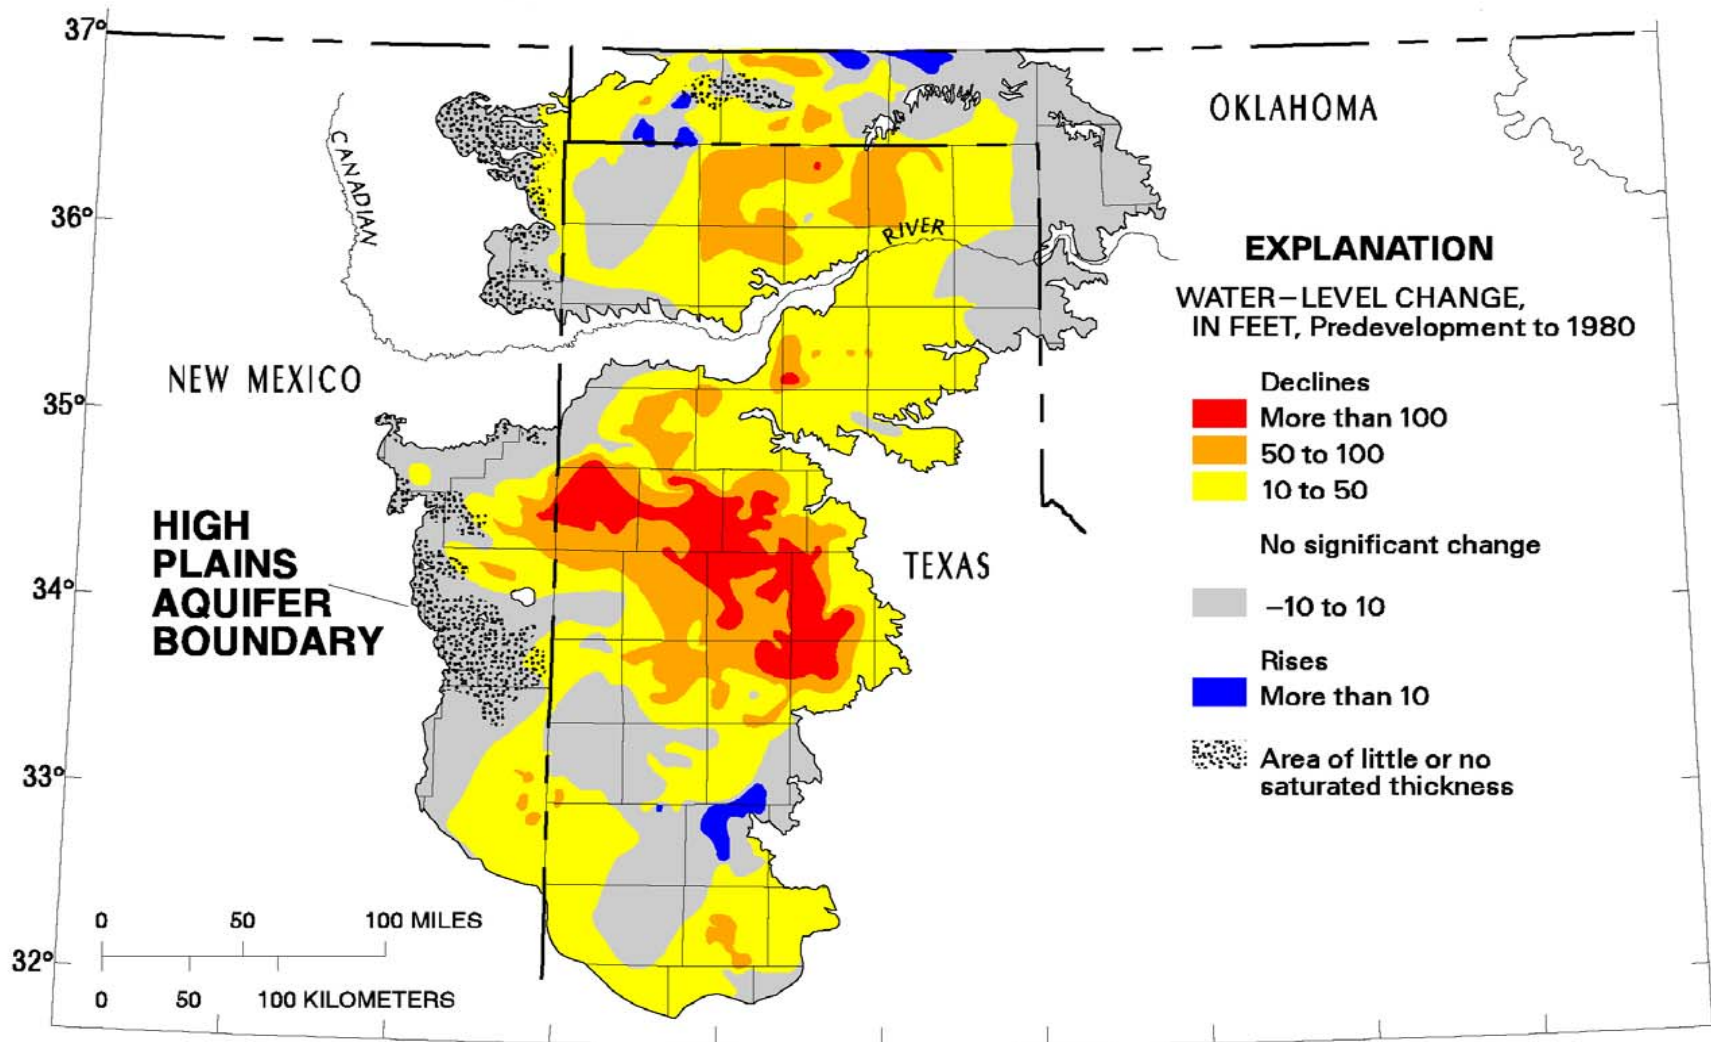 37°
OKLAHOMA
CANADIAN
36°
RIVER
EXPLANATION
WATER–LEVEL CHANGE,
IN FEET, Predevelopment to 1980
NEW MEXICO
Declines
35°
More than 100
50 to 100
10 to 50
HIGH
PLAINS
AQUIFER
BOUNDARY
No significant change
TEXAS
34°
–10 to 10
Rises
More than 10
33°
Area of little or no
saturated thickness
0 50 100 MILES
32°
0 50 100 KILOMETERS